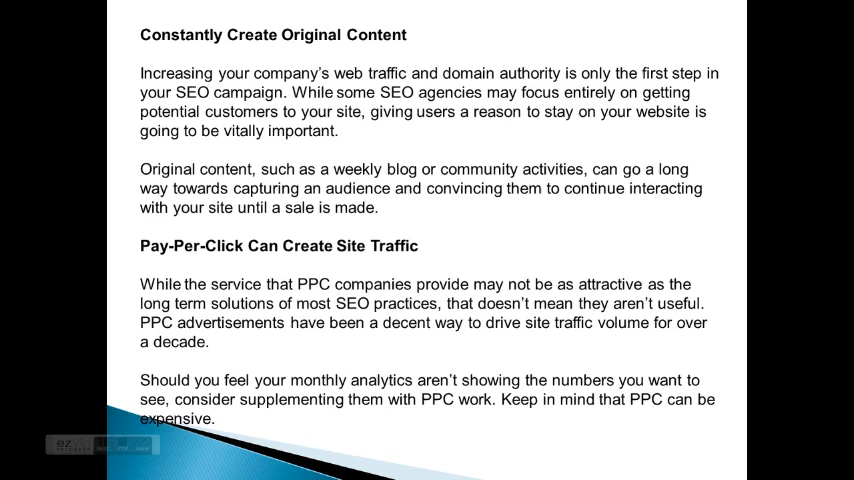 Constantly Create Original Content
Increasing your company's web traffic and domain authority is only the first step in
your SEO campaign. While some SEO agencies may focus entirely on getting
potential customers to your site, giving users a reason to stay on your website is
going to be vitally important.
Original content, such as a weekly blog or community activities, can go a long
way towards capturing an audience and convincing them to continue interacting
with your site until a sale is made.
Pay-Per-Click Can Create Site Traffic
While the service that PPC companies provide may not be as attractive as the
long term solutions of most SEO practices, that doesn't mean they aren't useful.
PPC advertisements have been a decent way to drive site traffic volume for over
a decade.
Should you feel your monthly analytics aren't showing the numbers you want to
see, consider supplementing them with PPC work. Keep in mind that PPC can be
expensive.